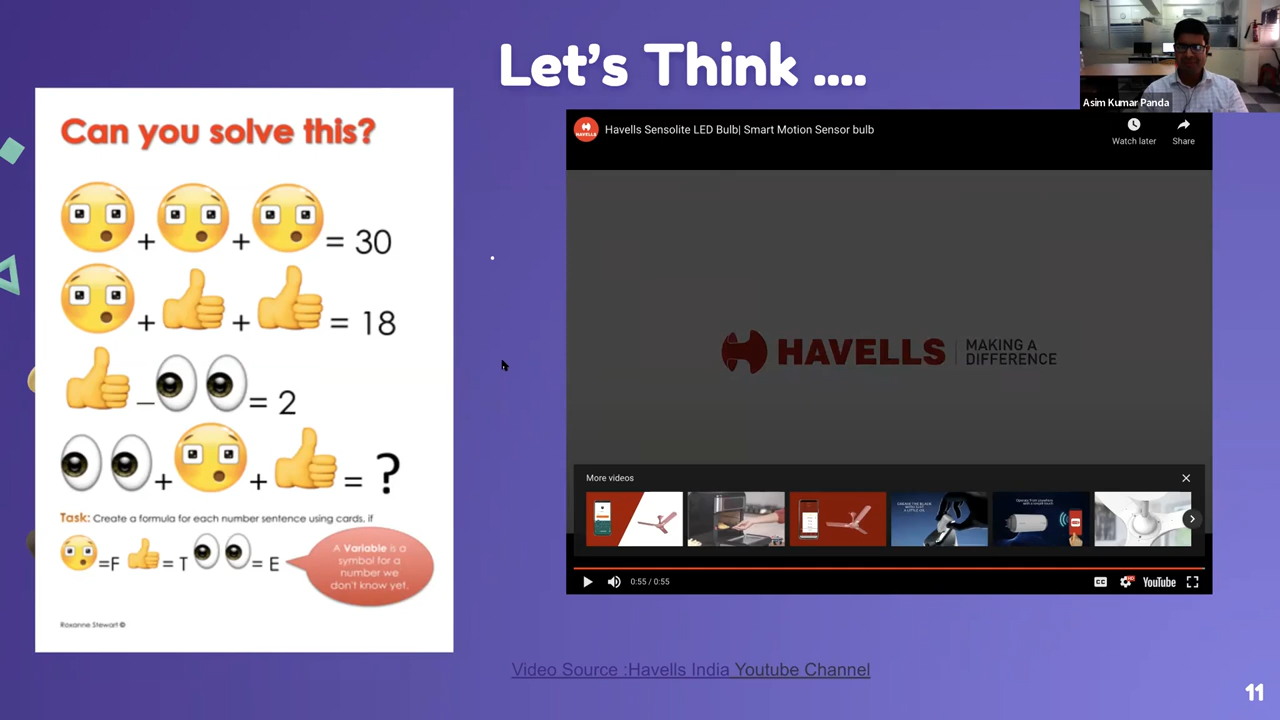 Let's Think ....
Asim Kumar Panda
Can you solve this?
+ + = 30
+ + = 18
– = 2
+ + = ?
Task: Create a formula for each number sentence using cards, if
=F = T = E
A Variable is a
symbol for a
number we
don't know yet.
Roxanne Stewart ©
HAVELLS
Havells Sensolite LED Bulb| Smart Motion Sensor bulb
Watch later
Share
HAVELLS
MAKING A
DIFFERENCE
More videos
0:55 / 0:55
CC
HD
YouTube
Video Source :Havells India Youtube Channel
11